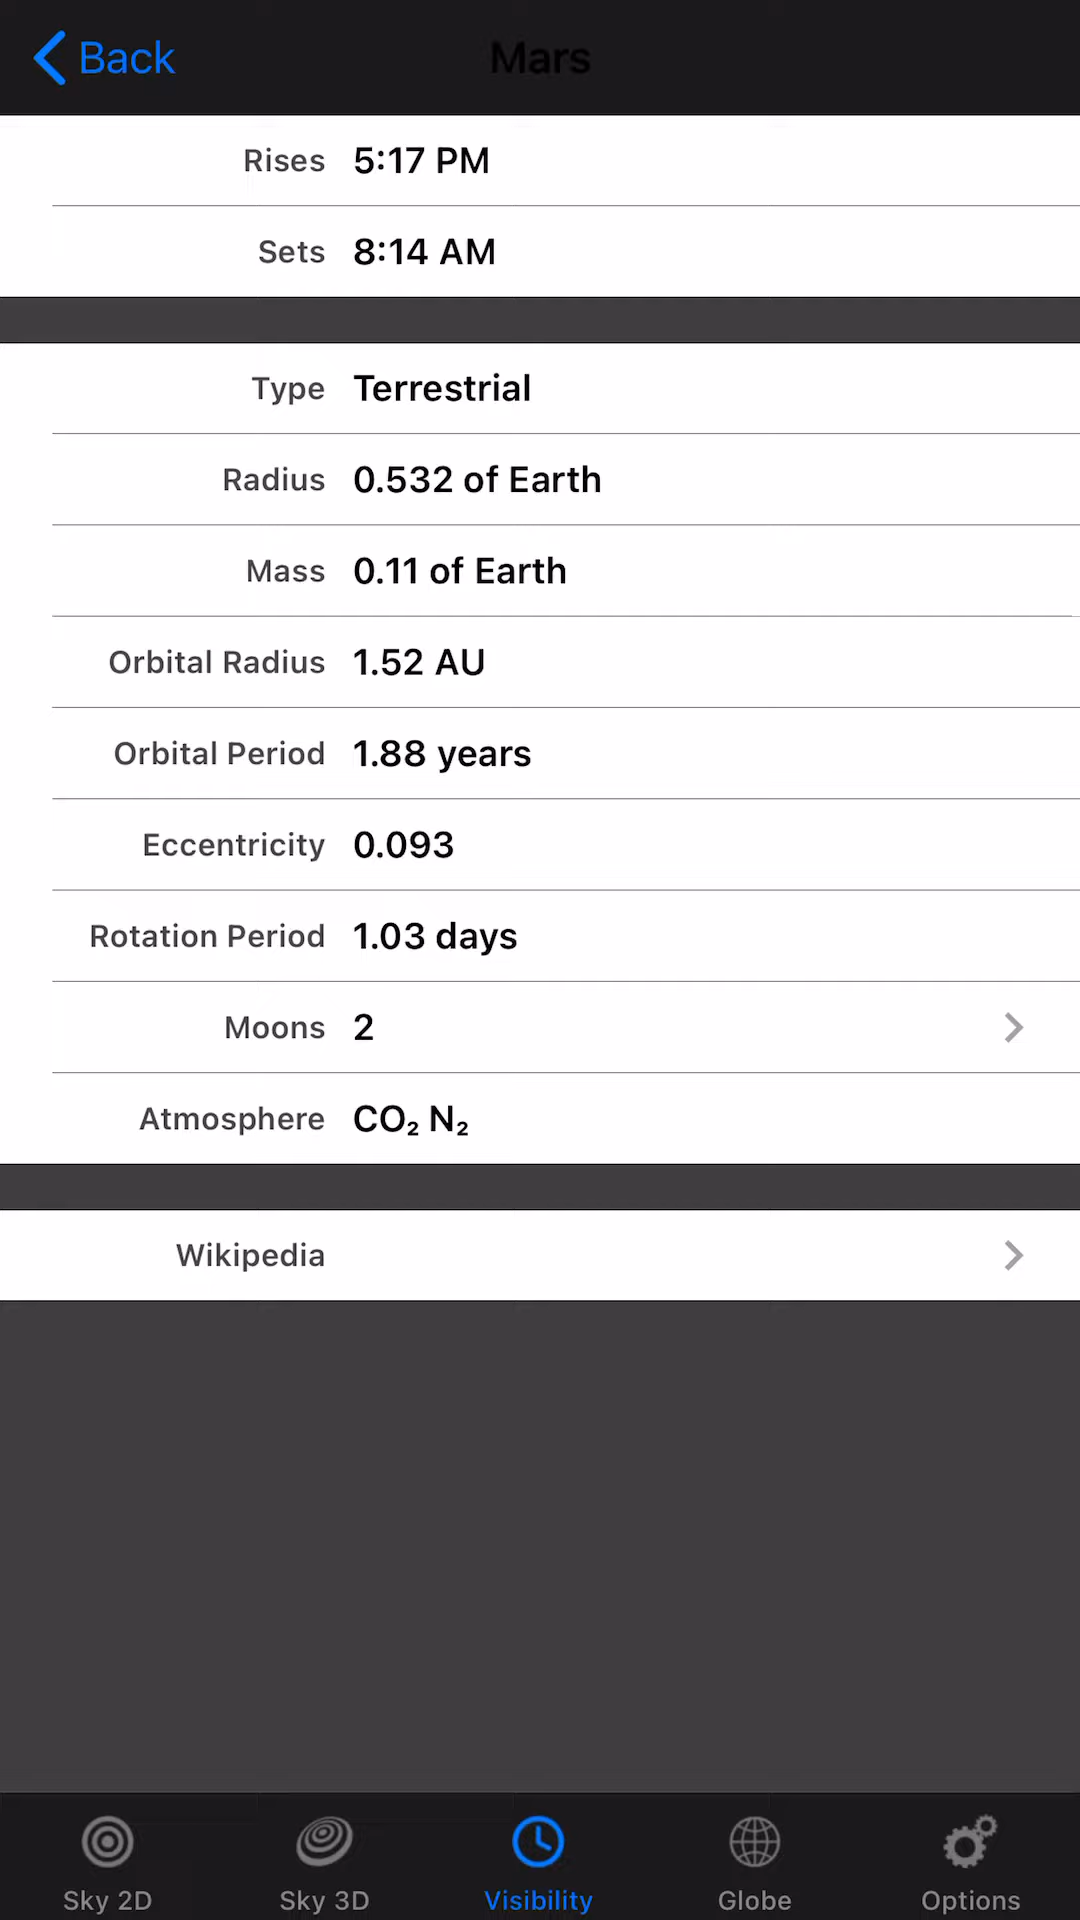 Back
Mars
Rises 5:17 PM
Sets 8:14 AM
Type Terrestrial
Radius 0.532 of Earth
Mass 0.11 of Earth
Orbital Radius 1.52 AU
Orbital Period 1.88 years
Eccentricity 0.093
Rotation Period 1.03 days
Moons 2
Atmosphere CO₂ N₂
Wikipedia
Sky 2D Sky 3D Visibility Globe Options